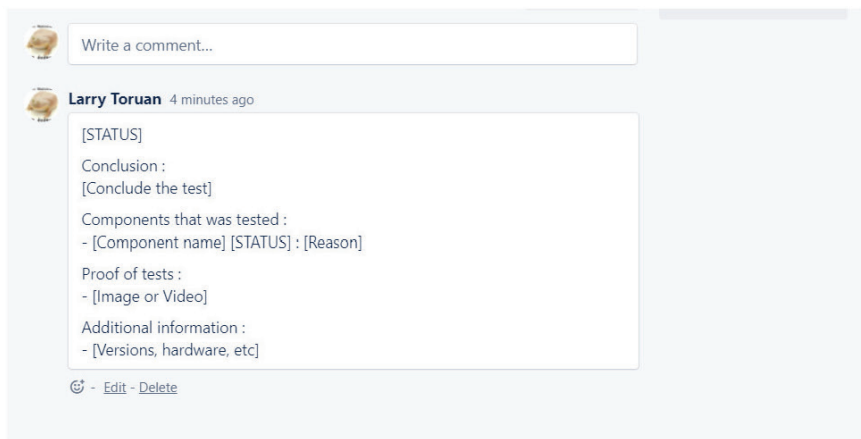 Write a comment...
Larry Toruan 4 minutes ago
[STATUS]
Conclusion :
[Conclude the test]
Components that was tested :
- [Component name] [STATUS] : [Reason]
Proof of tests :
- [Image or Video]
Additional information :
- [Versions, hardware, etc]
- Edit - Delete